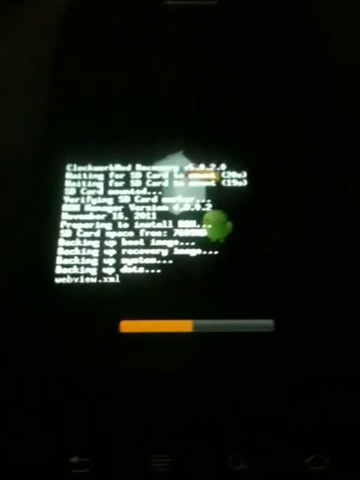 ClockworkMod Recovery v5.0.2.0
Waiting for SD Card to mount (20s)
Waiting for SD Card to mount (19s)
SD Card mounted...
Verifying SD Card marker...
ROM Manager Version 4.8.0.2
November 16, 2011
Preparing to install ROM...
SD Card space free:
Backing up boot image...
Backing up recovery image...
Backing up system...
Backing up data...
webview.xml